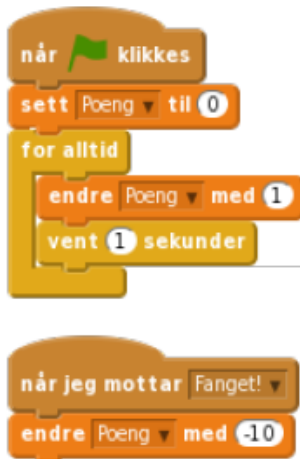 når klikkes
sett Poeng til 0
for alltid
endre Poeng med 1
vent 1 sekunder
når jeg mottar Fanget!
endre Poeng med -10